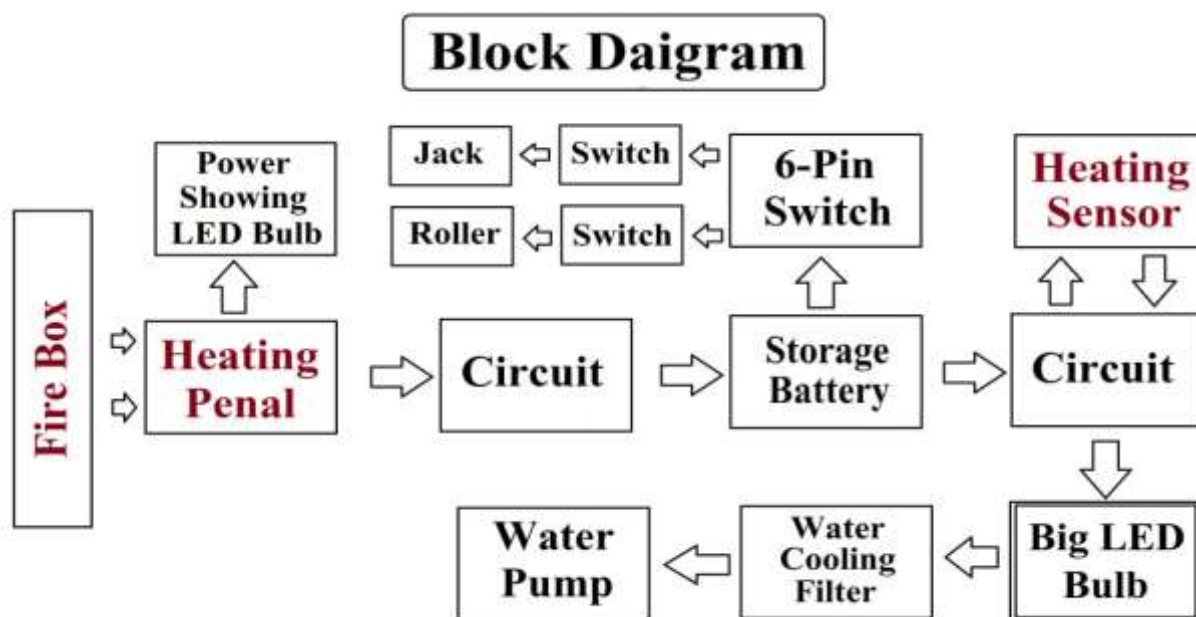 Block Daigram
Power
Showing
LED Bulb
Jack
Switch
Roller
Switch
6-Pin
Switch
Heating
Sensor
Fire Box
Heating
Penal
Circuit
Storage
Battery
Circuit
Water
Pump
Water
Cooling
Filter
Big LED
Bulb